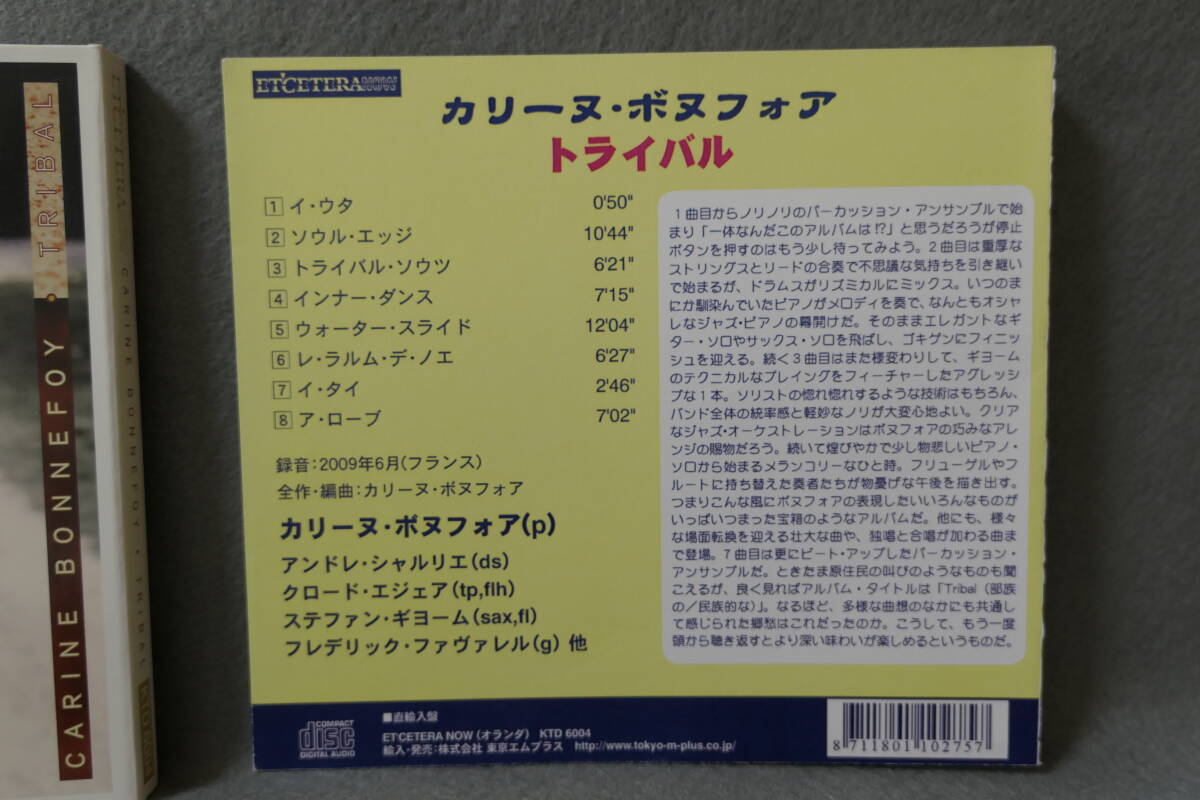 TRIBAL
CARINE BONNEFOY
CARINE BONNEFOY • TRIBAL
ET'CETERA NOW
カリーヌ・ボヌフォア
トライバル
1 イ・ウタ 0'50"
2 ソウル・エッジ 10'44"
3 トライバル・ソウツ 6'21"
4 インナー・ダンス 7'15"
5 ウォーター・スライド 12'04"
6 レ・ラルム・デ・ノエ 6'27"
7 イ・タイ 2'46"
8 ア・ローブ 7'02"
録音:2009年6月(フランス)
全作・編曲:カリーヌ・ボヌフォア
カリーヌ・ボヌフォア(p)
アンドレ・シャルリエ(ds)
クロード・エジェア(tp,flh)
ステファン・ギヨーム(sax,fl)
フレデリック・ファヴァレル(g) 他
1曲目からノリノリのパーカッション・アンサンブルで始
まり「一体なんだこのアルバムは!?」と思うだろうが停止
ボタンを押すのはもう少し待ってみよう。2曲目は重厚な
ストリングスとリードの合奏で不思議な気持ちを引き継い
で始まるが、ドラムスがリズミカルにミックス。いつのま
にか馴染んでいたピアノがメロディを奏で、なんともオシャ
レなジャズ・ピアノの幕開けだ。そのままエレガントなギ
ター・ソロやサックス・ソロを飛ばし、ゴキゲンにフィニッ
シュを迎える。続く3曲目はまた様変わりして、ギヨーム
のテクニカルなプレイングをフィーチャーしたアグレッシ
ブな1本。ソリストの惚れ惚れするような技術はもちろん、
バンド全体の統率感と軽妙なノリが大変心地よい。クリア
なジャズ・オーケストレーションはボヌフォアの巧みなアレ
ンジの賜物だろう。続いて煌びやかで少し物悲しいピアノ・
ソロから始まるメランコリーなひと時。フリューゲルやフ
ルートに持ち替えた奏者たちが物憂げな午後を描き出す。
つまりこんな風にボヌフォアの表現したいいろんなものが
いっぱいつまった宝箱のようなアルバムだ。他にも、様々
な場面転換を迎える壮大な曲や、独唱と合唱が加わる曲ま
で登場。7曲目は更にビート・アップしたパーカッション・
アンサンブルだ。ときたま原住民の叫びのようなものも聞
こえるが、良く見ればアルバム・タイトルは「Tribal(部族
の/民族的な)」。なるほど、多様な曲想のなかにも共通し
て感じられた郷愁はこれだったのか。こうして、もう一度
頭から聴き返すとより深い味わいが楽しめるというものだ。
COMPACT
disc
DIGITAL AUDIO
■直輸入盤
ET'CETERA NOW(オランダ) KTD 6004
輸入・発売:株式会社 東京エムプラス http://www.tokyo-m-plus.co.jp/
8 711801 102757